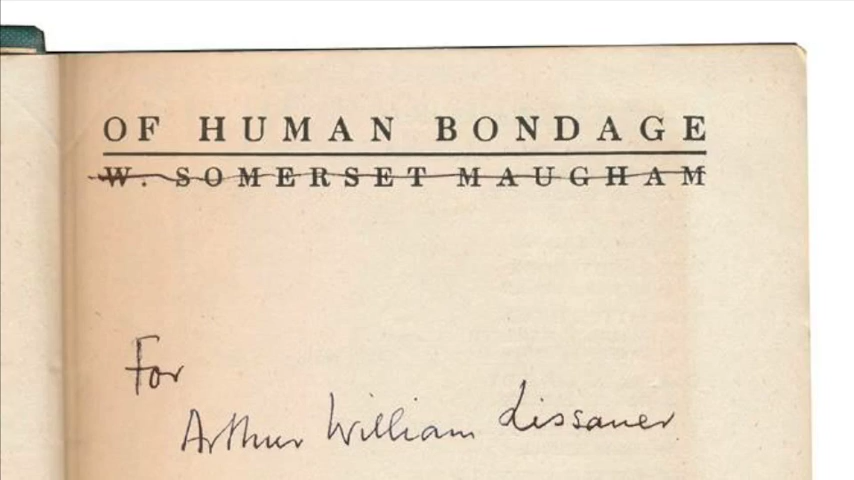 OF HUMAN BONDAGE
W. SOMERSET MAUGHAM
For
Arthur William Lissauer